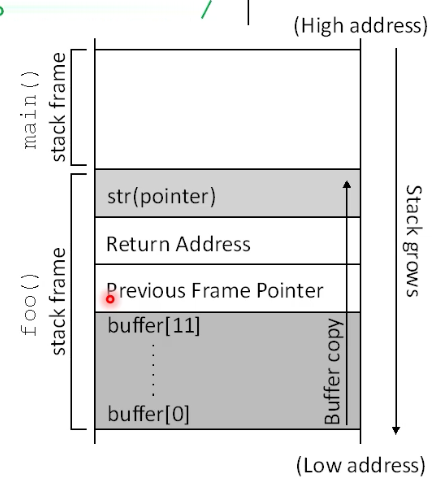 (High address)
main()
stack frame
str(pointer)
Return Address
Previous Frame Pointer
buffer[11]
buffer[0]
Buffer copy
foo()
stack frame
Stack grows
(Low address)